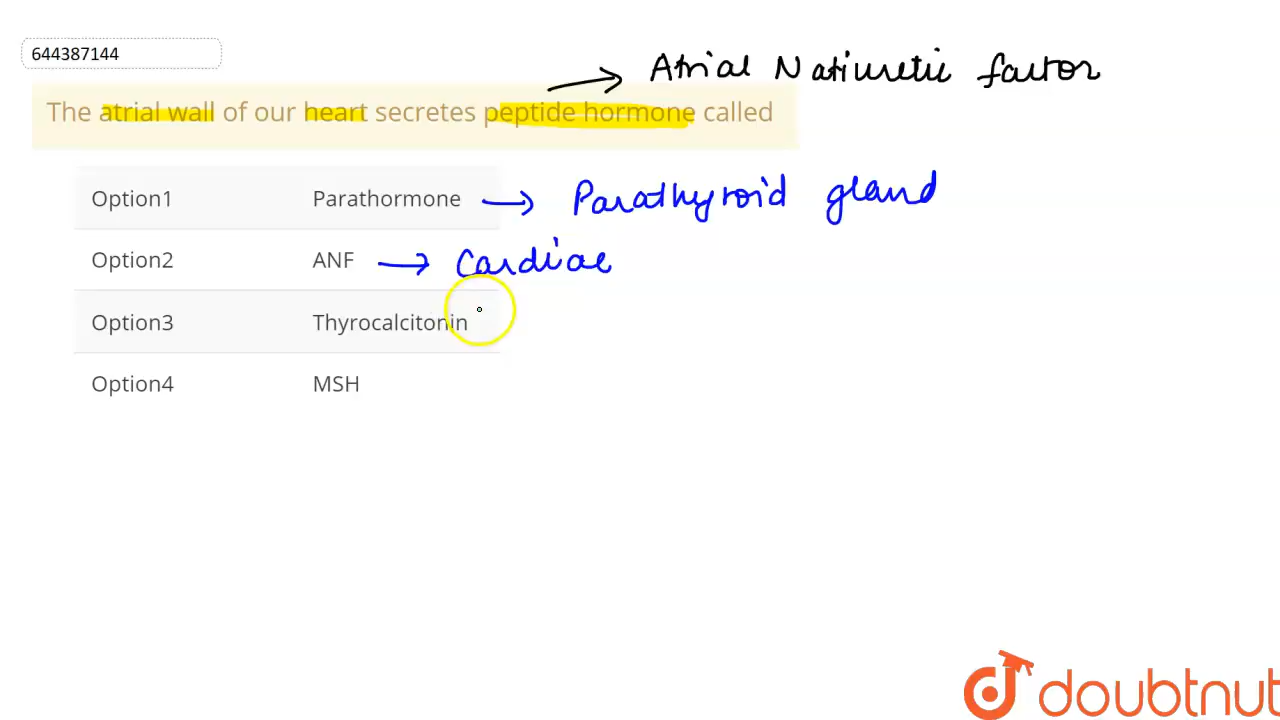 644387144
Atrial Natiuretic factor
The atrial wall of our heart secretes peptide hormone called
Option1 Parathormone → Parathyroid gland
Option2 ANF → Cardiac
Option3 Thyrocalcitonin
Option4 MSH
doubtnut